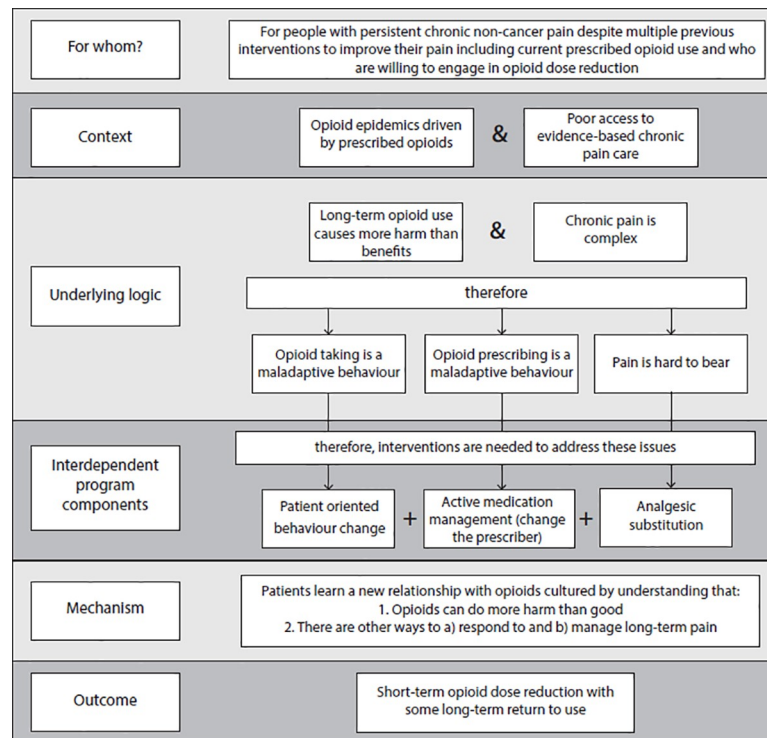 For whom?
For people with persistent chronic non-cancer pain despite multiple previous
interventions to improve their pain including current prescribed opioid use and who
are willing to engage in opioid dose reduction
Context
Opioid epidemics driven
by prescribed opioids
&
Poor access to
evidence-based chronic
pain care
Underlying logic
Long-term opioid use
causes more harm than
benefits
&
Chronic pain is
complex
therefore
Opioid taking is a
maladaptive behaviour
Opioid prescribing is a
maladaptive behaviour
Pain is hard to bear
Interdependent
program
components
therefore, interventions are needed to address these issues
Patient oriented
behaviour change
+
Active medication
management (change
the prescriber)
+
Analgesic
substitution
Mechanism
Patients learn a new relationship with opioids cultured by understanding that:
1. Opioids can do more harm than good
2. There are other ways to a) respond to and b) manage long-term pain
Outcome
Short-term opioid dose reduction with
some long-term return to use